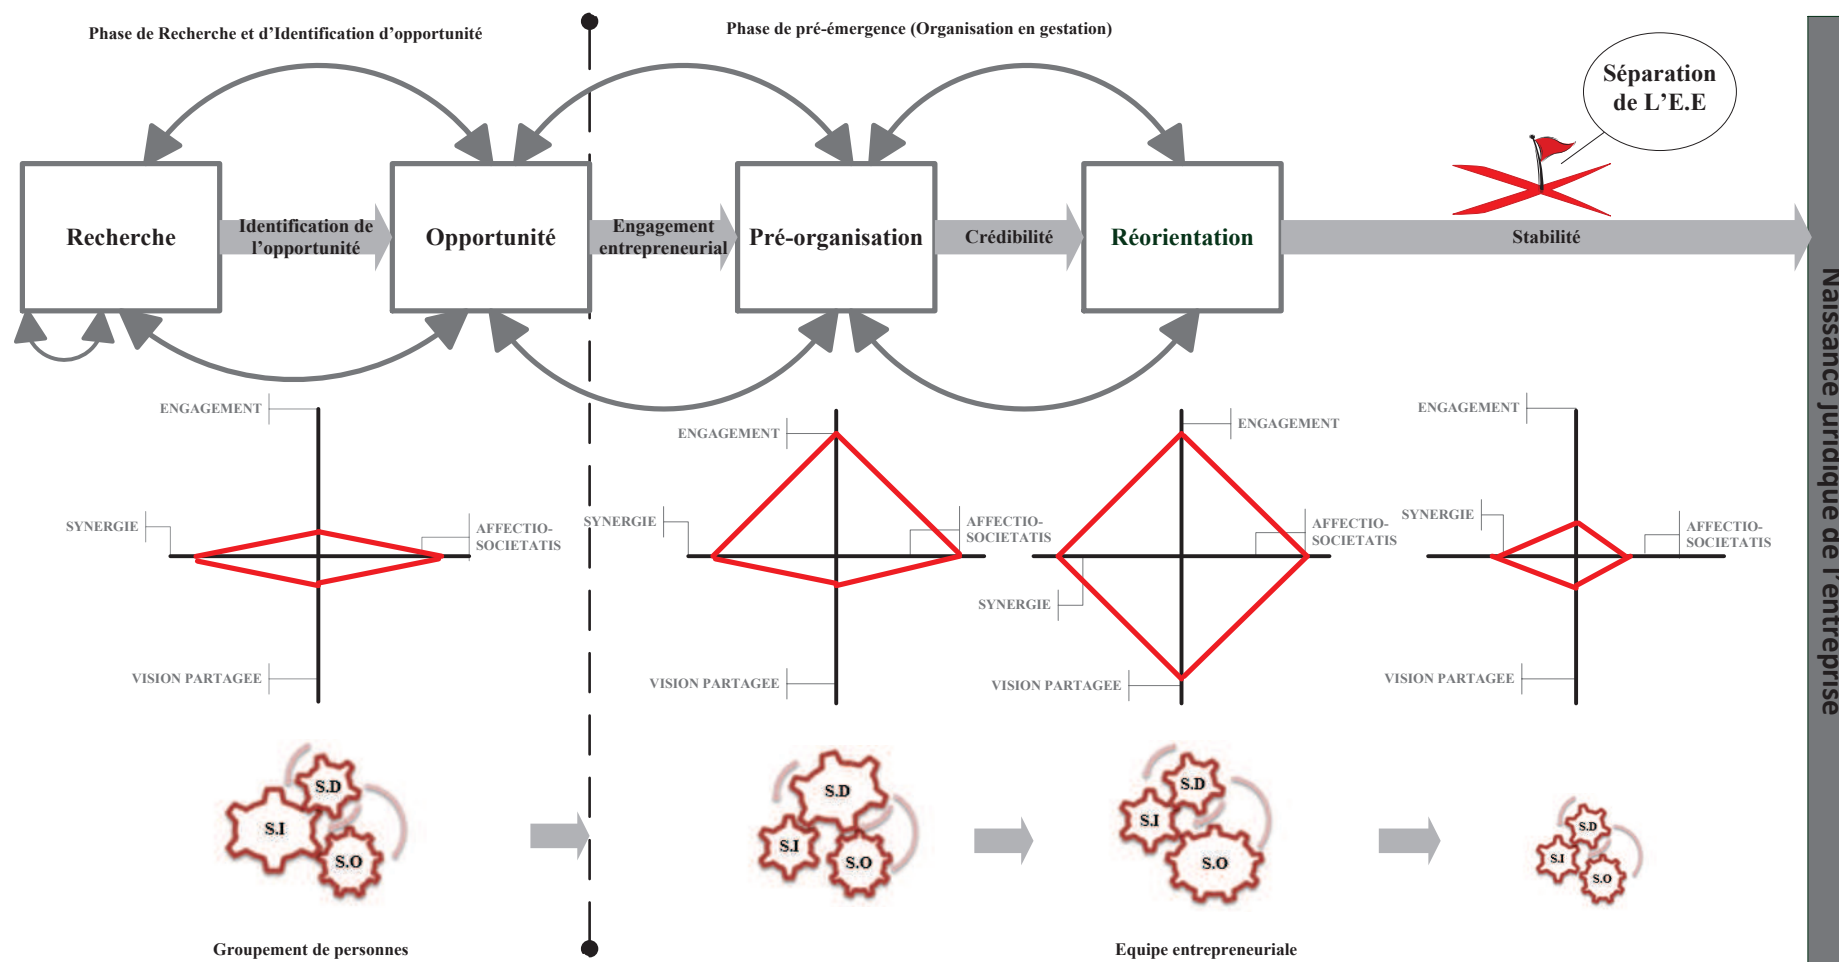 Phase de Recherche et d’Identification d’opportunité
Phase de pré-émergence (Organisation en gestation)
Séparation
de L’E.E
Recherche
Identification de
l’opportunité
Opportunité
Engagement
entrepreneurial
Pré-organisation
Crédibilité
Réorientation
Stabilité
Naissance juridique de l’entreprise
ENGAGEMENT
SYNERGIE
AFFECTIO-
SOCIETATIS
VISION PARTAGEE
ENGAGEMENT
SYNERGIE
AFFECTIO-
SOCIETATIS
VISION PARTAGEE
ENGAGEMENT
AFFECTIO-
SOCIETATIS
SYNERGIE
VISION PARTAGEE
ENGAGEMENT
SYNERGIE
AFFECTIO-
SOCIETATIS
VISION PARTAGEE
S.D
S.I
S.O
S.D
S.I
S.O
S.D
S.I
S.O
S.D
S.I
S.O
Groupement de personnes
Equipe entrepreneuriale